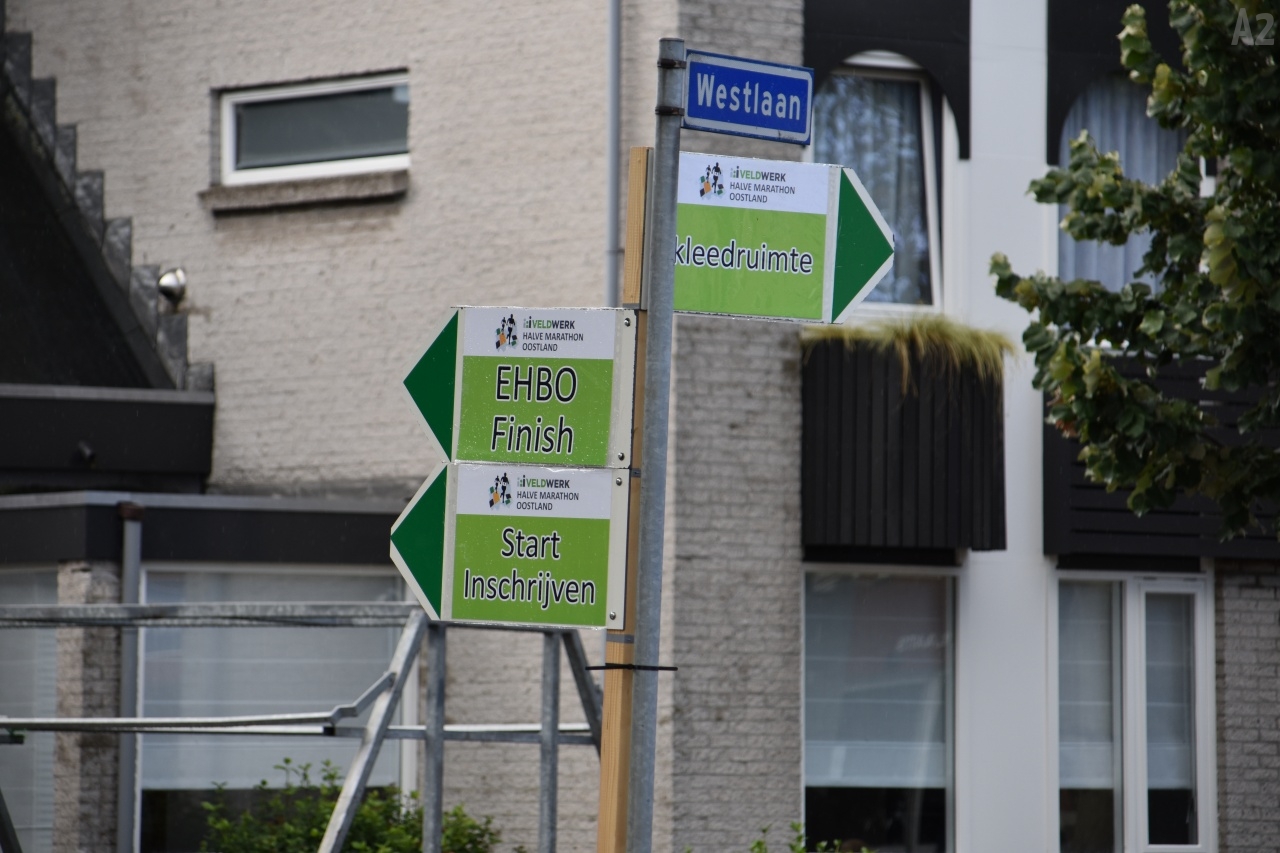 A2
Westlaan
VELDWERK
HALVE MARATHON
OOSTLAND
kleedruimte
VELDWERK
HALVE MARATHON
OOSTLAND
EHBO
Finish
VELDWERK
HALVE MARATHON
OOSTLAND
Start
Inschrijven